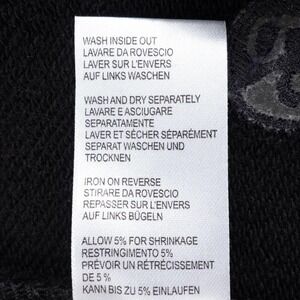 WASH INSIDE OUT
LAVARE DA ROVESCIO
LAVER SUR L'ENVERS
AUF LINKS WASCHEN
WASH AND DRY SEPARATELY
LAVARE E ASCIUGARE
SEPARATAMENTE
LAVER ET SÉCHER SÉPARÉMENT
SEPARAT WASCHEN UND
TROCKNEN
IRON ON REVERSE
STIRARE DA ROVESCIO
REPASSER SUR L'ENVERS
AUF LINKS BÜGELN
ALLOW 5% FOR SHRINKAGE
RESTRINGIMENTO 5%
PRÉVOIR UN RÉTRÉCISSEMENT
DE 5 %
KANN BIS ZU 5% EINLAUFEN